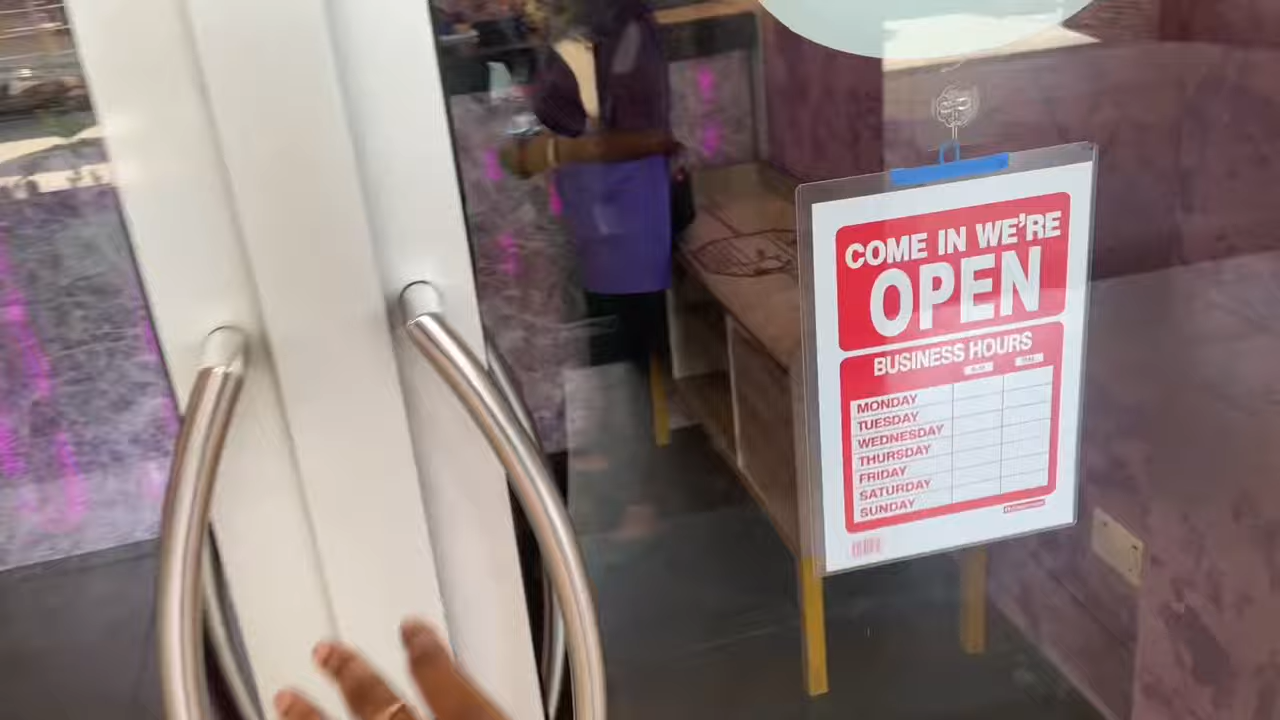 COME IN WE'RE
OPEN
BUSINESS HOURS
MONDAY
TUESDAY
WEDNESDAY
THURSDAY
FRIDAY
SATURDAY
SUNDAY